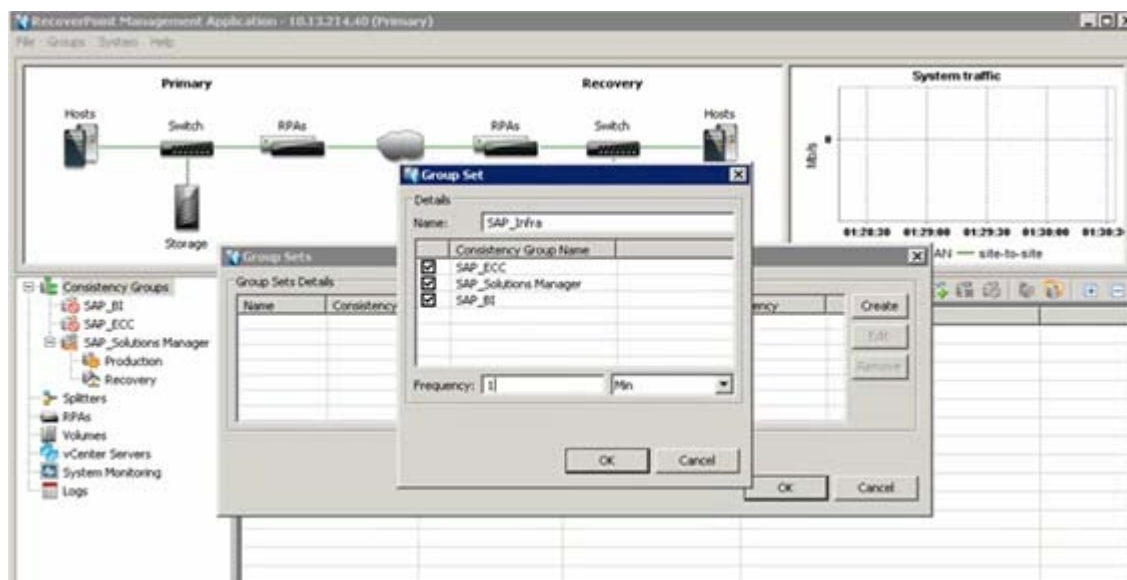 RecoverPoint Management Application - 10.13.214.40 (Primary)
File Groups System Help
Primary
Recovery
System traffic
Hosts
Switch
RPAs
RPAs
Switch
Hosts
Storage
Mb/s
01:28:30 01:29:00 01:29:30 01:30:00 01:30:3
AN — site-to-site
Group Set
Details
Name: SAP_Infra
Consistency Group Name
SAP_ECC
SAP_Solutions Manager
SAP_BI
Frequency: 1 Min
OK Cancel
Group Sets
Group Sets Details
Name Consistency ency
Create
Edit
Remove
OK Cancel
Consistency Groups
SAP_BI
SAP_ECC
SAP_Solutions Manager
Production
Recovery
Splitters
RPAs
Volumes
vCenter Servers
System Monitoring
Logs